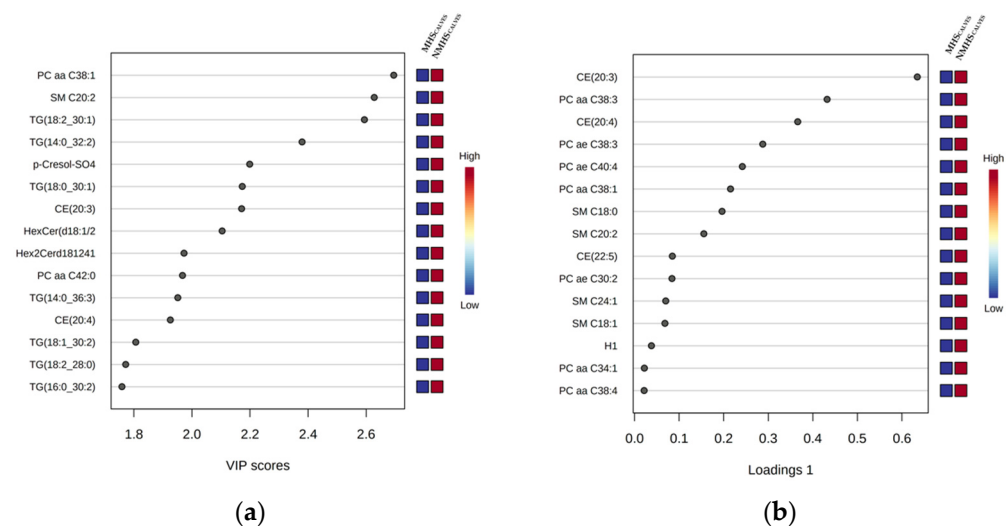 MHSCALVES
NMHSCALVES
PC aa C38:1
SM C20:2
TG(18:2_30:1)
TG(14:0_32:2)
p-Cresol-SO4
TG(18:0_30:1)
CE(20:3)
HexCer(d18:1/2
Hex2Cerd181241
PC aa C42:0
TG(14:0_36:3)
CE(20:4)
TG(18:1_30:2)
TG(18:2_28:0)
TG(16:0_30:2)
High
Low
1.8 2.0 2.2 2.4 2.6
VIP scores
(a)
MHSCALVES
NMHSCALVES
CE(20:3)
PC aa C38:3
CE(20:4)
PC ae C38:3
PC ae C40:4
PC aa C38:1
SM C18:0
SM C20:2
CE(22:5)
PC ae C30:2
SM C24:1
SM C18:1
H1
PC aa C34:1
PC aa C38:4
High
Low
0.0 0.1 0.2 0.3 0.4 0.5 0.6
Loadings 1
(b)